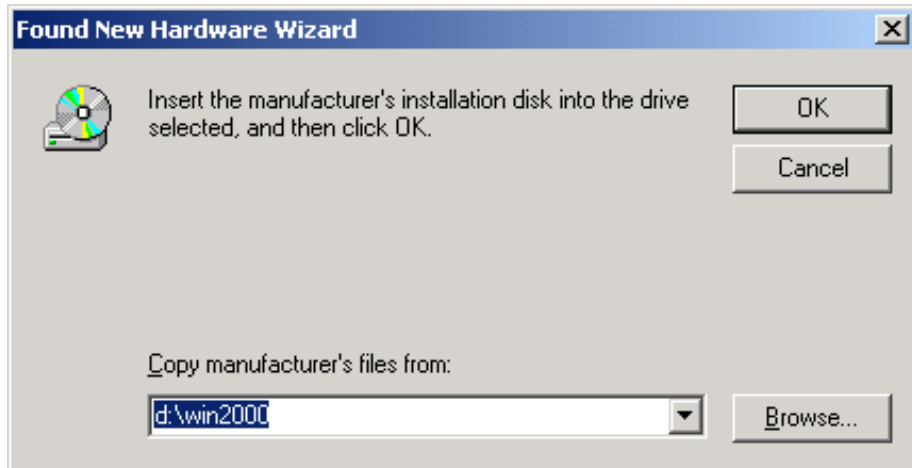 Found New Hardware Wizard
Insert the manufacturer's installation disk into the drive
selected, and then click OK.
OK
Cancel
Copy manufacturer's files from:
d:\win2000
Browse...